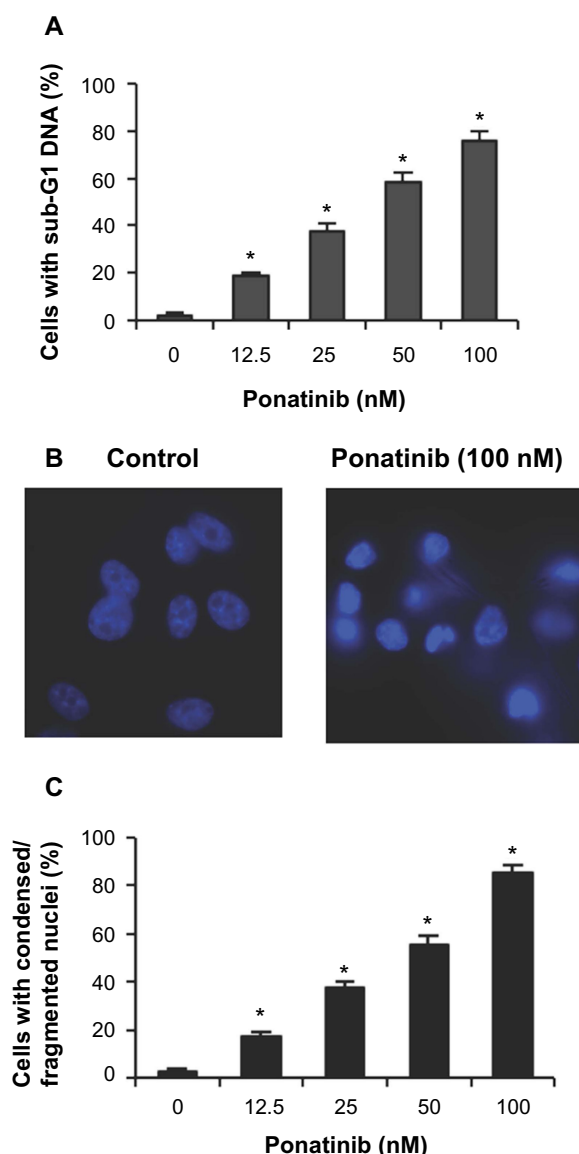 A
Cells with sub-G1 DNA (%)
100
80
60
40
20
0
*
*
*
*
0 12.5 25 50 100
Ponatinib (nM)
B Control Ponatinib (100 nM)
C
Cells with condensed/
fragmented nuclei (%)
100
80
60
40
20
0
*
*
*
*
0 12.5 25 50 100
Ponatinib (nM)